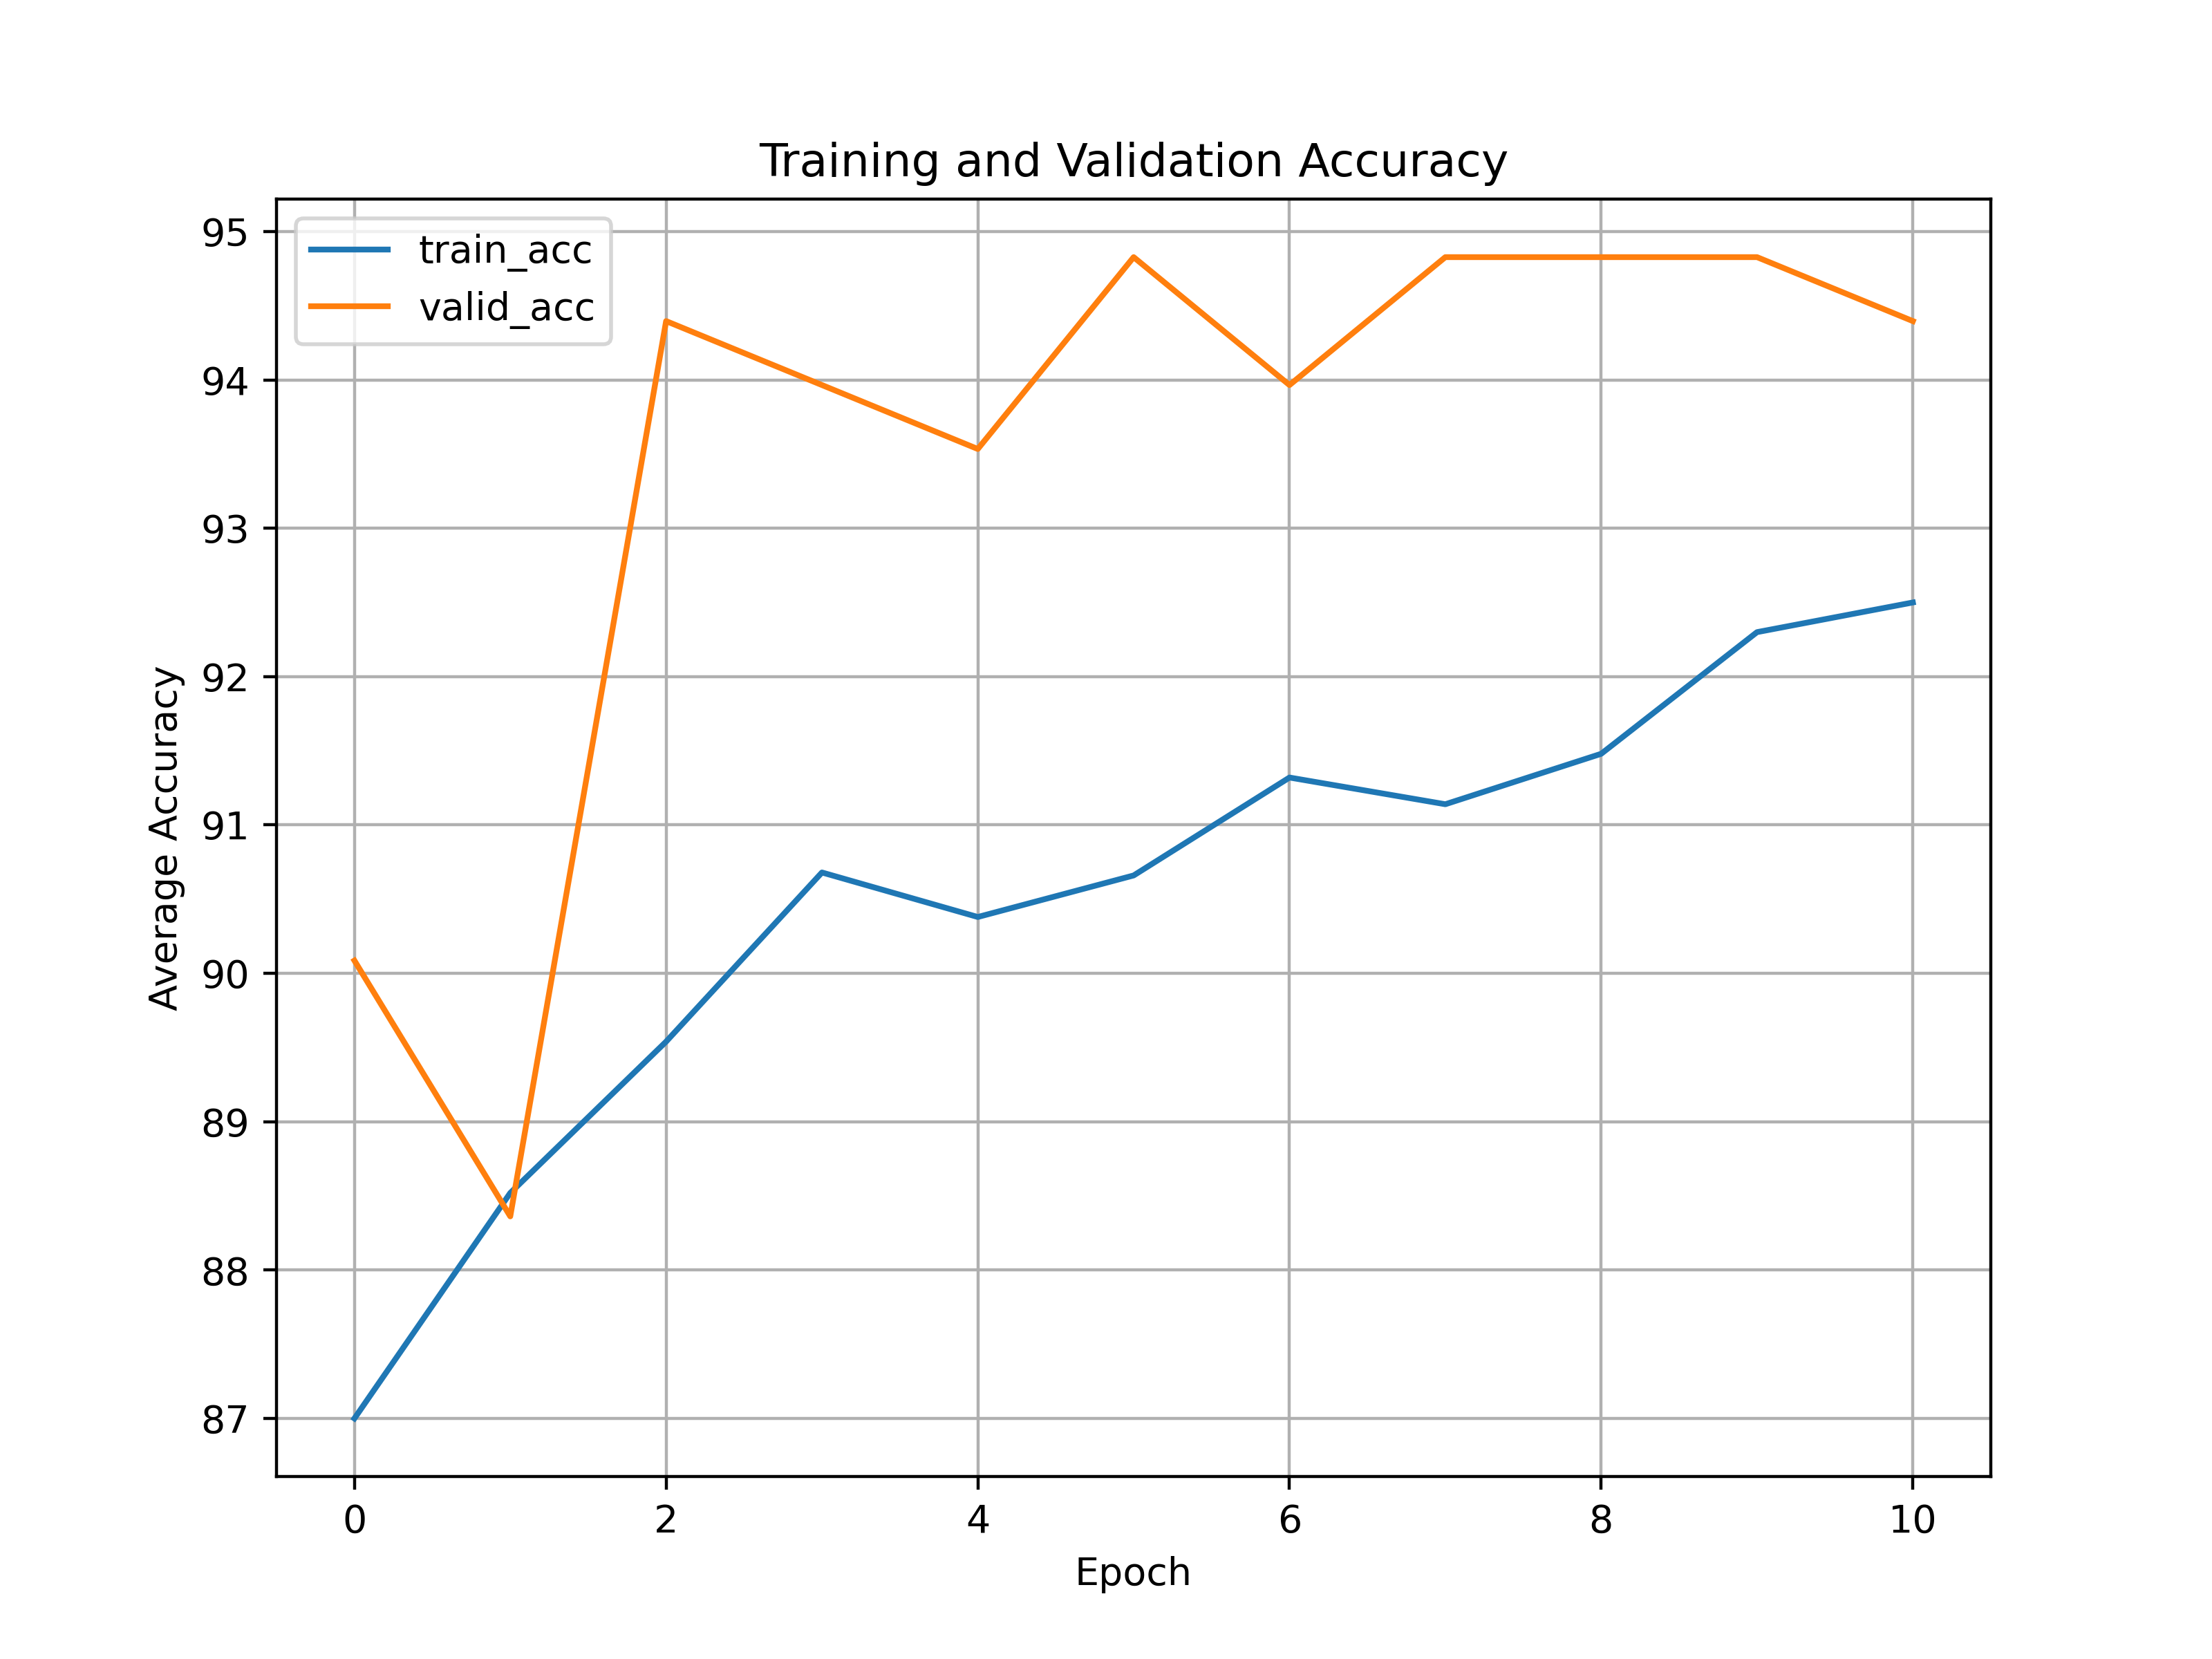 Training and Validation Accuracy
train_acc
valid_acc
95
94
93
92
91
90
89
88
87
Average Accuracy
0 2 4 6 8 10
Epoch